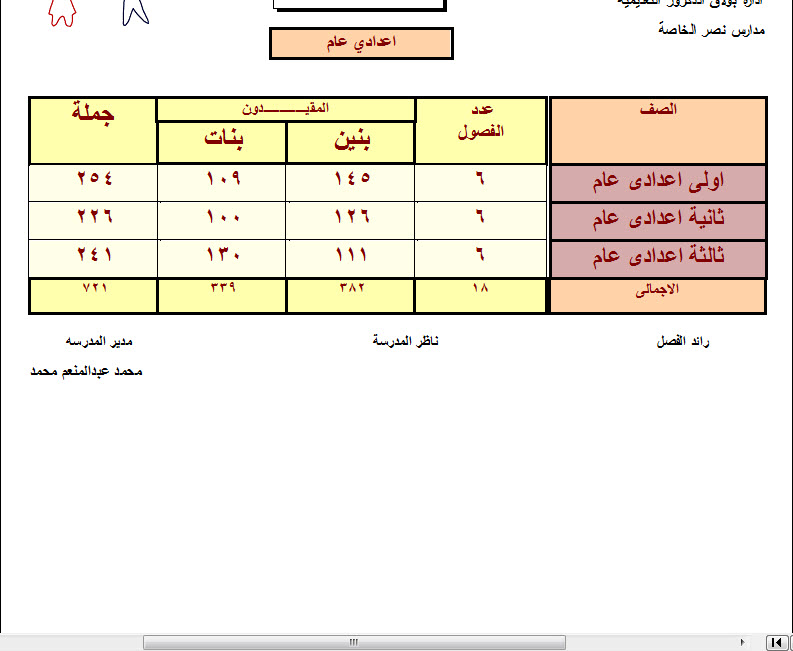 ادارة بولاق الدكرور التعليمية
مدارس نصر الخاصة
اعدادي عام
الصف عدد الفصول المقيـــــــــــدون جملة
بنين بنات
اولى اعدادى عام ٦ ١٤٥ ١٠٩ ٢٥٤
ثانية اعدادى عام ٦ ١٢٦ ١٠٠ ٢٢٦
ثالثة اعدادى عام ٦ ١١١ ١٣٠ ٢٤١
الاجمالى ١٨ ٣٨٢ ٣٣٩ ٧٢١
رائد الفصل ناظر المدرسة مدير المدرسه
محمد عبدالمنعم محمد